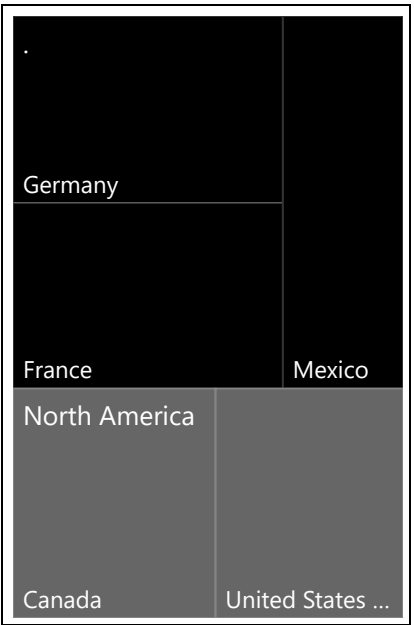 .
Germany
France
Mexico
North America
Canada
United States ...